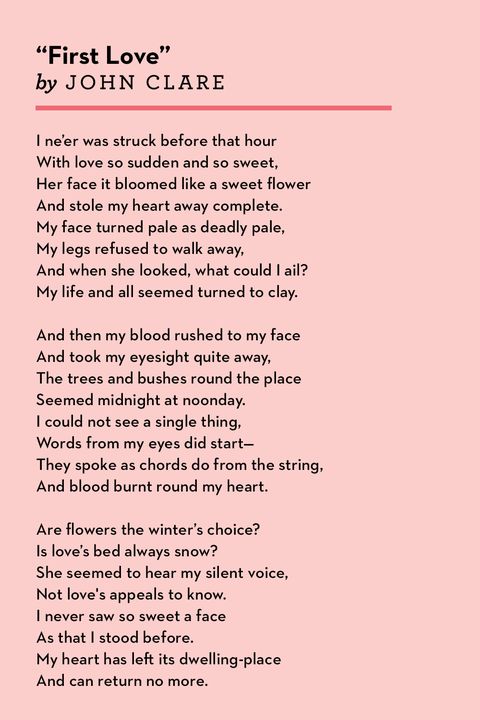 “First Love”
by JOHN CLARE
I ne’er was struck before that hour
With love so sudden and so sweet,
Her face it bloomed like a sweet flower
And stole my heart away complete.
My face turned pale as deadly pale,
My legs refused to walk away,
And when she looked, what could I ail?
My life and all seemed turned to clay.
And then my blood rushed to my face
And took my eyesight quite away,
The trees and bushes round the place
Seemed midnight at noonday.
I could not see a single thing,
Words from my eyes did start—
They spoke as chords do from the string,
And blood burnt round my heart.
Are flowers the winter’s choice?
Is love’s bed always snow?
She seemed to hear my silent voice,
Not love's appeals to know.
I never saw so sweet a face
As that I stood before.
My heart has left its dwelling-place
And can return no more.